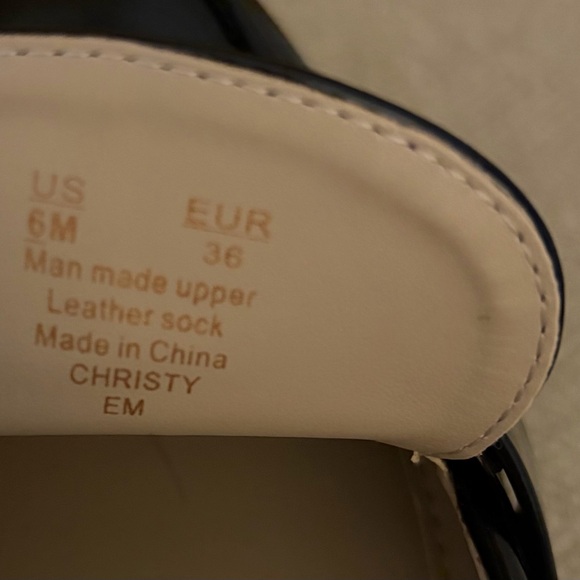 US EUR
6M 36
Man made upper
Leather sock
Made in China
CHRISTY
EM